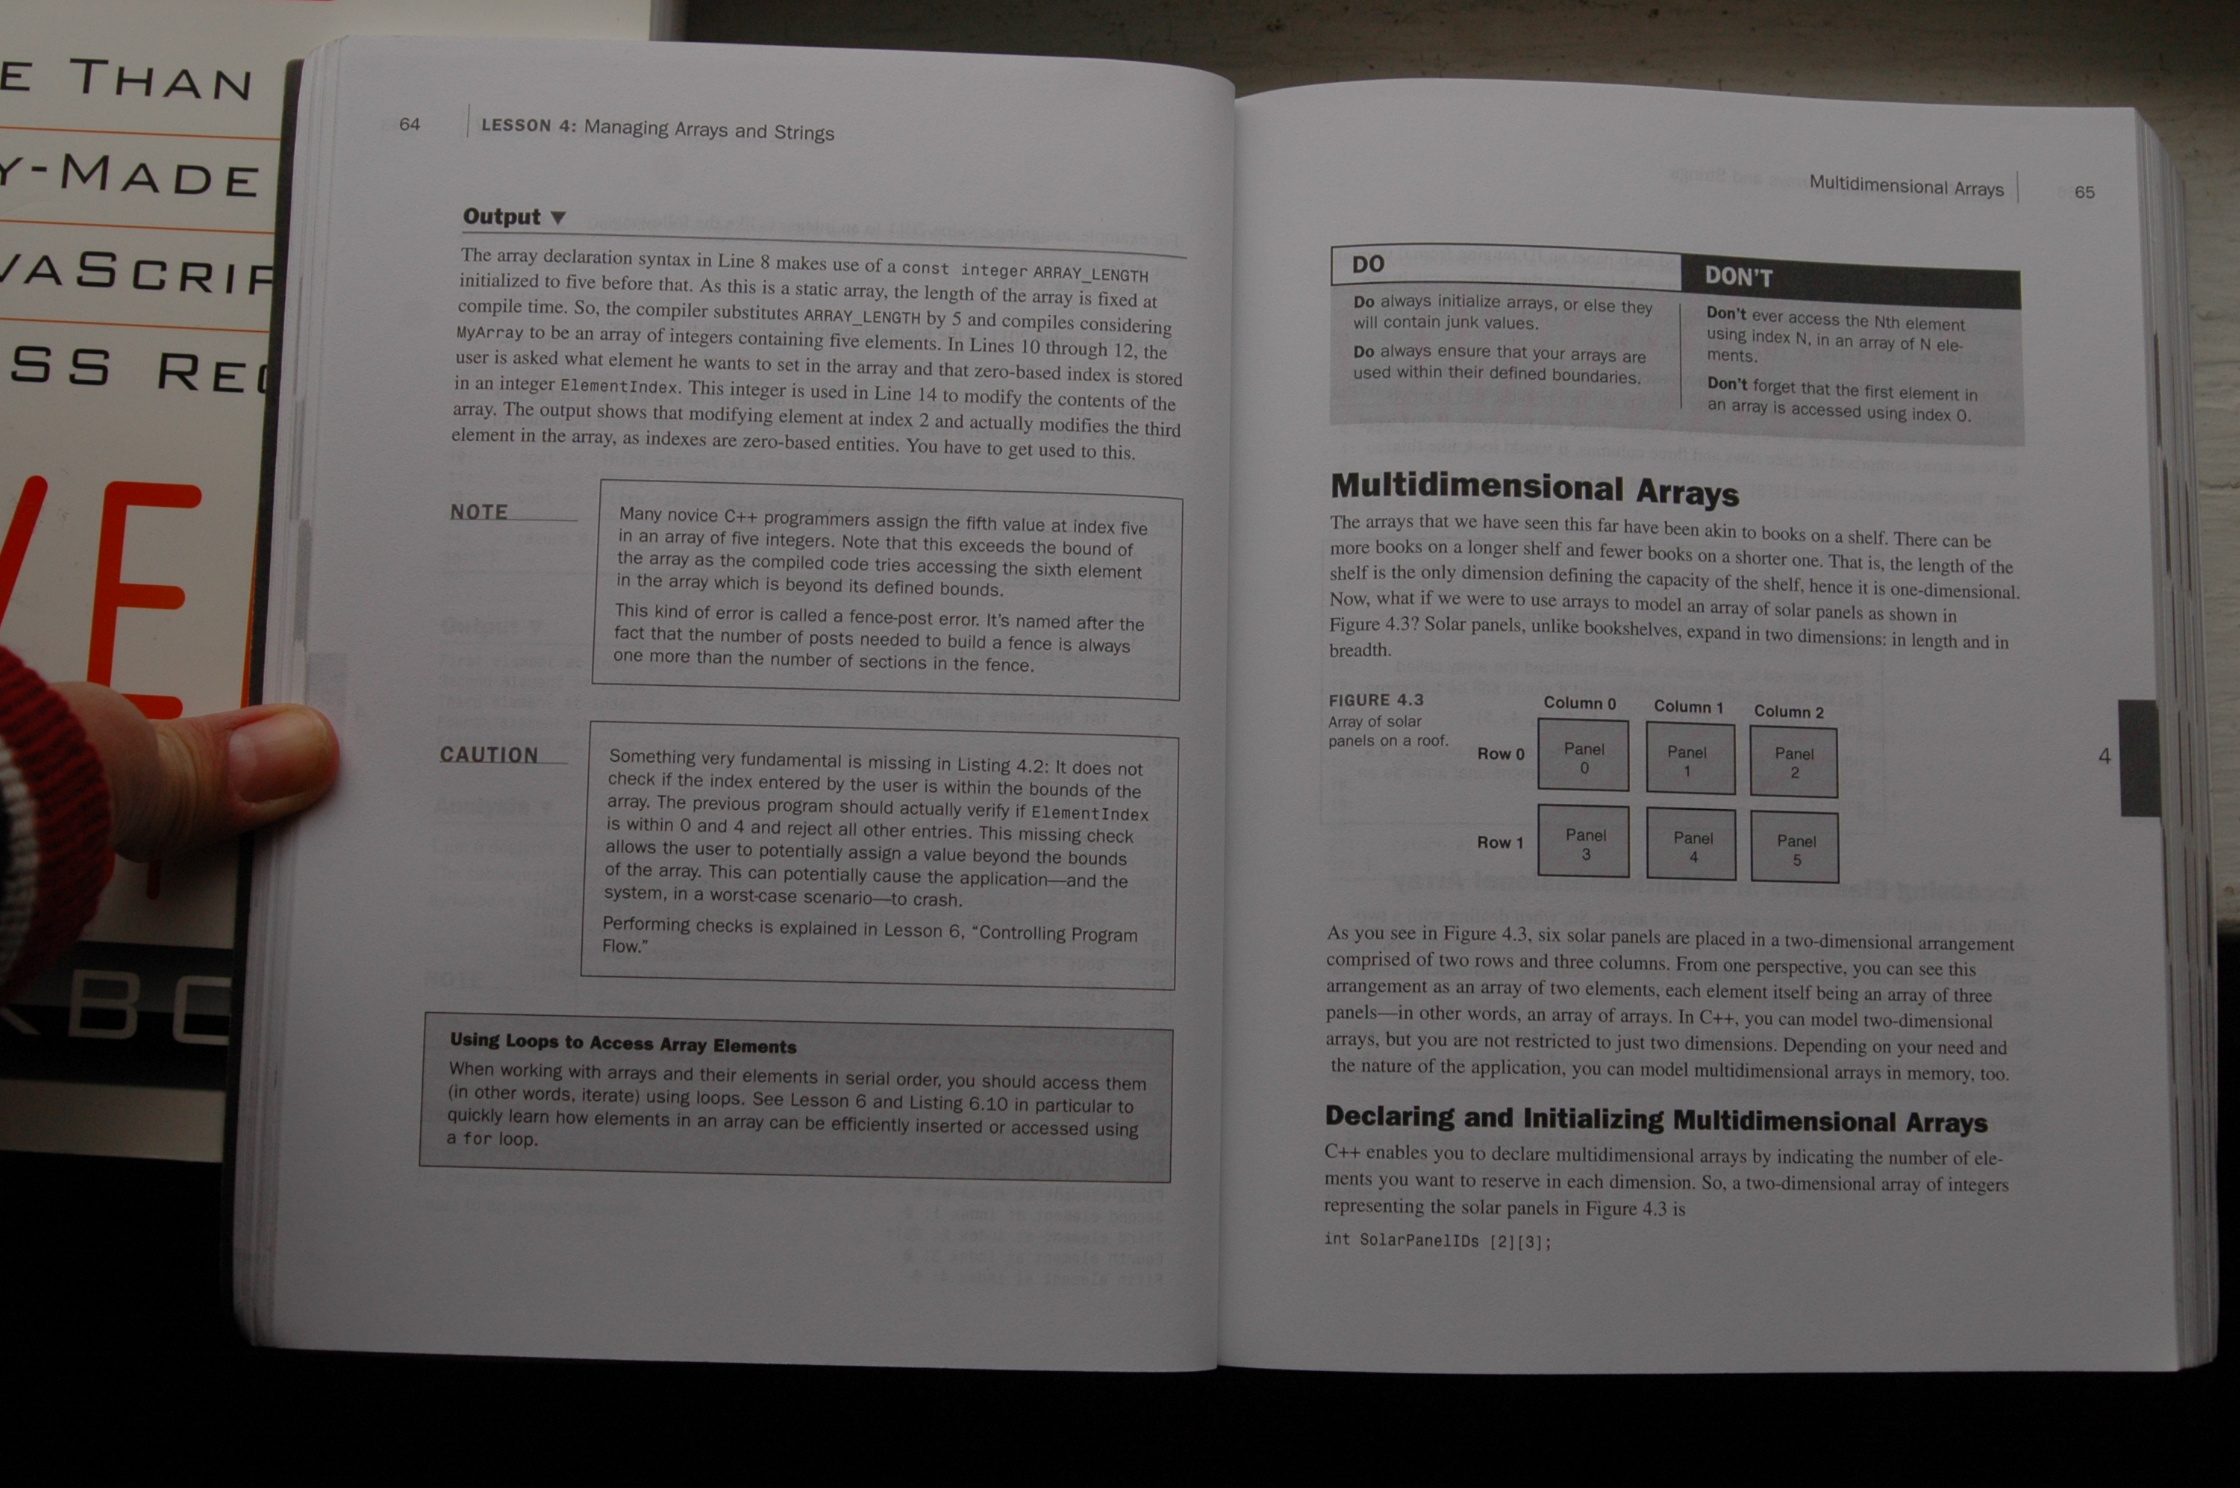 64
LESSON 4: Managing Arrays and Strings
Output ▼
The array declaration syntax in Line 8 makes use of a const integer ARRAY_LENGTH
initialized to five before that. As this is a static array, the length of the array is fixed at
compile time. So, the compiler substitutes ARRAY_LENGTH by 5 and compiles considering
MyArray to be an array of integers containing five elements. In Lines 10 through 12, the
user is asked what element he wants to set in the array and that zero-based index is stored
in an integer ElementIndex. This integer is used in Line 14 to modify the contents of the
array. The output shows that modifying element at index 2 and actually modifies the third
element in the array, as indexes are zero-based entities. You have to get used to this.
NOTE
Many novice C++ programmers assign the fifth value at index five
in an array of five integers. Note that this exceeds the bound of
the array as the compiled code tries accessing the sixth element
in the array which is beyond its defined bounds.
This kind of error is called a fence-post error. It's named after the
fact that the number of posts needed to build a fence is always
one more than the number of sections in the fence.
CAUTION
Something very fundamental is missing in Listing 4.2: It does not
check if the index entered by the user is within the bounds of the
array. The previous program should actually verify if ElementIndex
is within 0 and 4 and reject all other entries. This missing check
allows the user to potentially assign a value beyond the bounds
of the array. This can potentially cause the application—and the
system, in a worst-case scenario—to crash.
Performing checks is explained in Lesson 6, “Controlling Program
Flow.”
Using Loops to Access Array Elements
When working with arrays and their elements in serial order, you should access them
(in other words, iterate) using loops. See Lesson 6 and Listing 6.10 in particular to
quickly learn how elements in an array can be efficiently inserted or accessed using
a for loop.
Multidimensional Arrays
65
DO
DON'T
Do always initialize arrays, or else they
will contain junk values.
Do always ensure that your arrays are
used within their defined boundaries.
Don't ever access the Nth element
using index N, in an array of N ele-
ments.
Don't forget that the first element in
an array is accessed using index 0.
Multidimensional Arrays
The arrays that we have seen this far have been akin to books on a shelf. There can be
more books on a longer shelf and fewer books on a shorter one. That is, the length of the
shelf is the only dimension defining the capacity of the shelf, hence it is one-dimensional.
Now, what if we were to use arrays to model an array of solar panels as shown in
Figure 4.3? Solar panels, unlike bookshelves, expand in two dimensions: in length and in
breadth.
FIGURE 4.3
Array of solar
panels on a roof.
Column 0 Column 1 Column 2
Row 0
Panel
0
Panel
1
Panel
2
Row 1
Panel
3
Panel
4
Panel
5
4
As you see in Figure 4.3, six solar panels are placed in a two-dimensional arrangement
comprised of two rows and three columns. From one perspective, you can see this
arrangement as an array of two elements, each element itself being an array of three
panels—in other words, an array of arrays. In C++, you can model two-dimensional
arrays, but you are not restricted to just two dimensions. Depending on your need and
the nature of the application, you can model multidimensional arrays in memory, too.
Declaring and Initializing Multidimensional Arrays
C++ enables you to declare multidimensional arrays by indicating the number of ele-
ments you want to reserve in each dimension. So, a two-dimensional array of integers
representing the solar panels in Figure 4.3 is
int SolarPanelIDs [2][3];
E THAN
Y-MADE
VASCRIP
SS REC